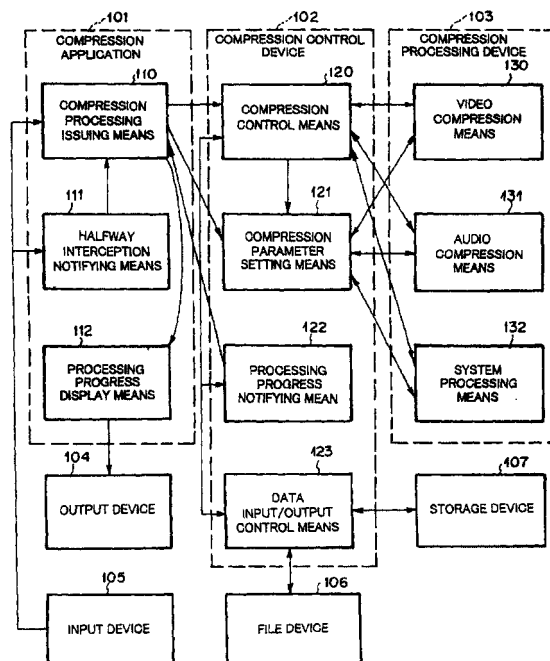 101
COMPRESSION
APPLICATION
110
COMPRESSION
PROCESSING
ISSUING MEANS
111
HALFWAY
INTERCEPTION
NOTIFYING MEANS
112
PROCESSING
PROGRESS
DISPLAY MEANS
104
OUTPUT DEVICE
105
INPUT DEVICE
102
COMPRESSION CONTROL
DEVICE
120
COMPRESSION
CONTROL MEANS
121
COMPRESSION
PARAMETER
SETTING MEANS
122
PROCESSING
PROGRESS
NOTIFYING MEAN
123
DATA
INPUT/OUTPUT
CONTROL MEANS
106
FILE DEVICE
103
COMPRESSION
PROCESSING DEVICE
130
VIDEO
COMPRESSION
MEANS
131
AUDIO
COMPRESSION
MEANS
132
SYSTEM
PROCESSING
MEANS
107
STORAGE DEVICE